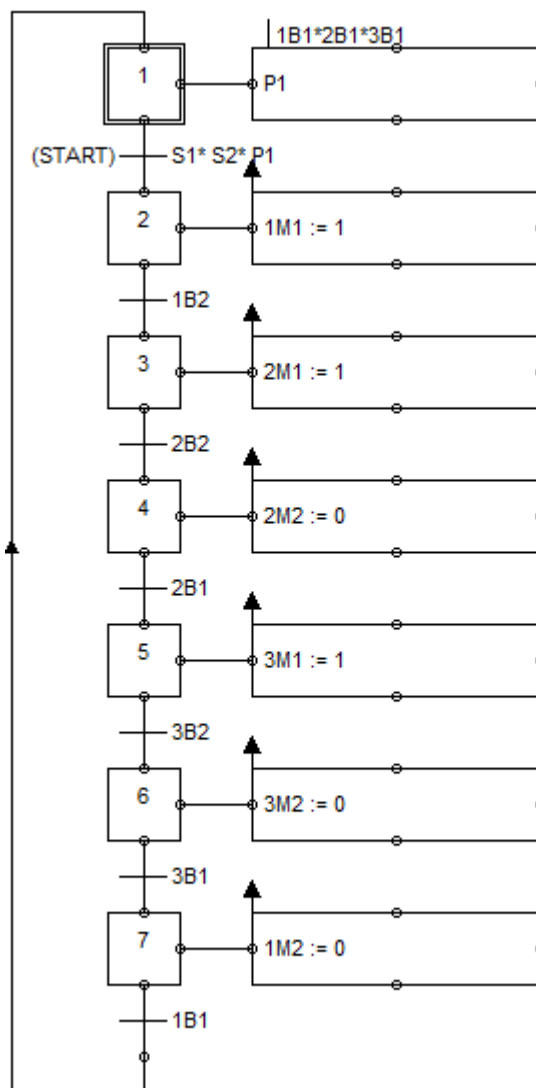 1B1*2B1*3B1
1
P1
(START) S1* S2* P1
2
1M1 := 1
1B2
3
2M1 := 1
2B2
4
2M2 := 0
2B1
5
3M1 := 1
3B2
6
3M2 := 0
3B1
7
1M2 := 0
1B1